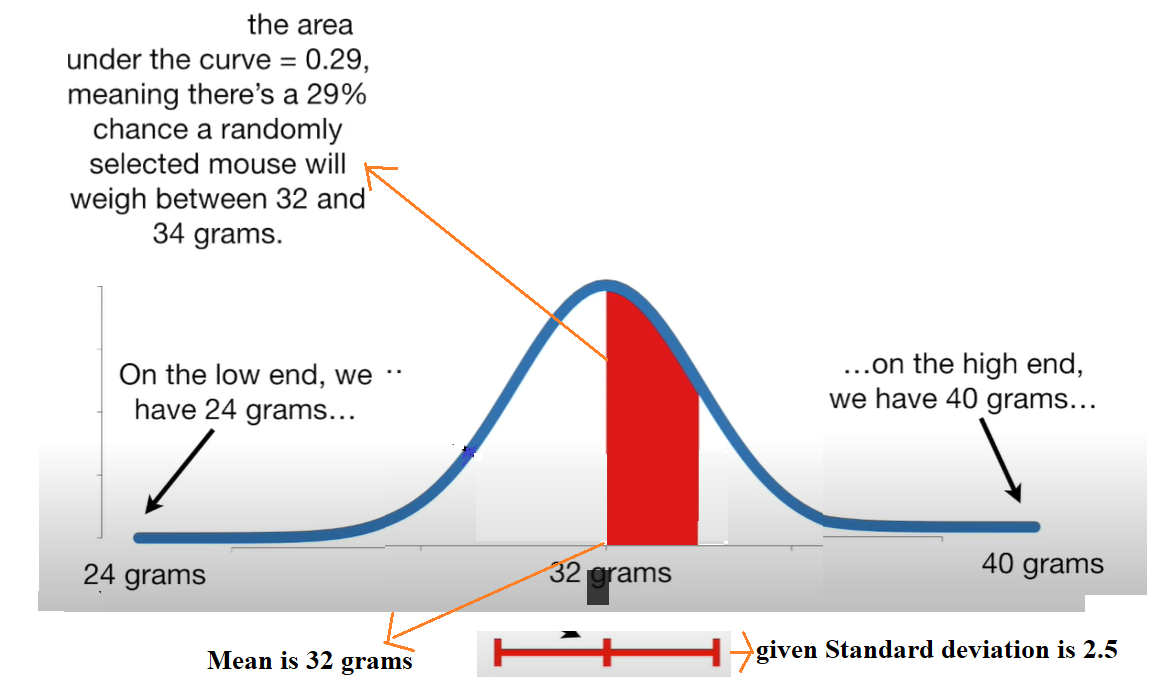 the area
under the curve = 0.29,
meaning there's a 29%
chance a randomly
selected mouse will
weigh between 32 and
34 grams.
On the low end, we ··
have 24 grams…
…on the high end,
we have 40 grams…
24 grams
32 grams
40 grams
Mean is 32 grams
given Standard deviation is 2.5